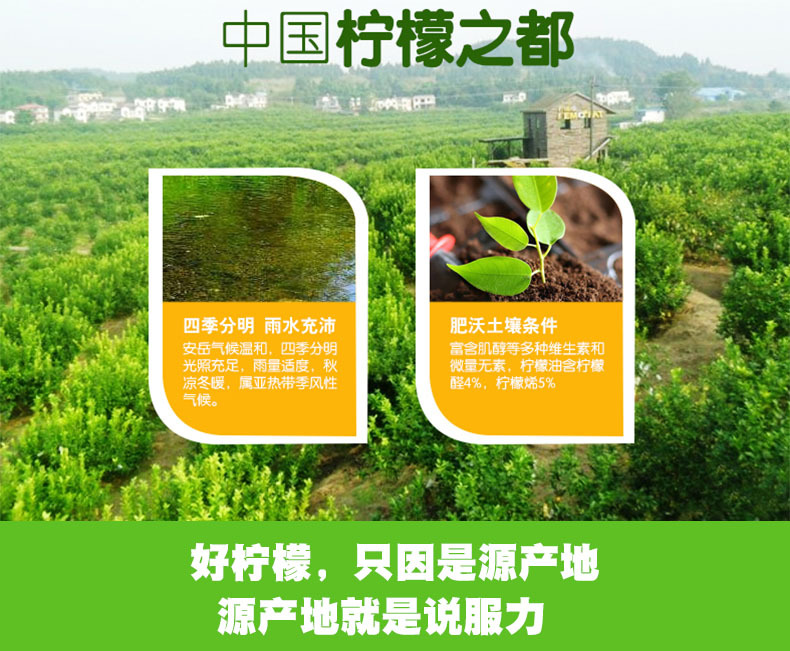 中国柠檬之都
四季分明 雨水充沛
安岳气候温和，四季分明
光照充足，雨量适度，秋
凉冬暖，属亚热带季风性
气候。
肥沃土壤条件
富含肌醇等多种维生素和
微量无素，柠檬油含柠檬
醛4%，柠檬烯5%
好柠檬，只因是源产地
源产地就是说服力